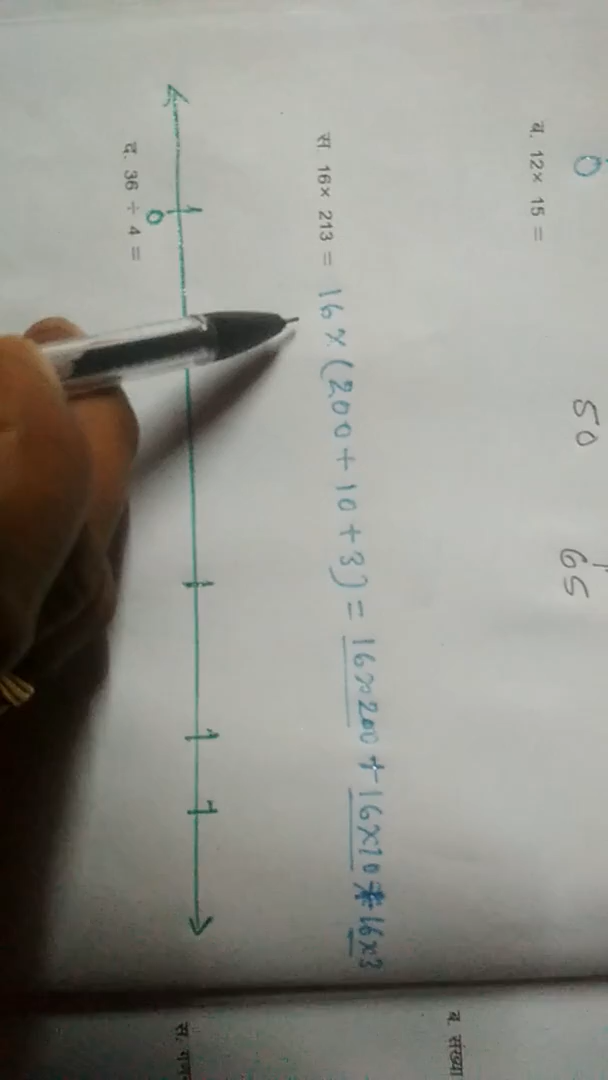 0 50 65
ब. 12× 15 =
स 16× 213 = 16 × (200 + 10 + 3) = 16×200 + 16×10 + 16×3
0
द. 36 ÷ 4 =
ब. संख्या